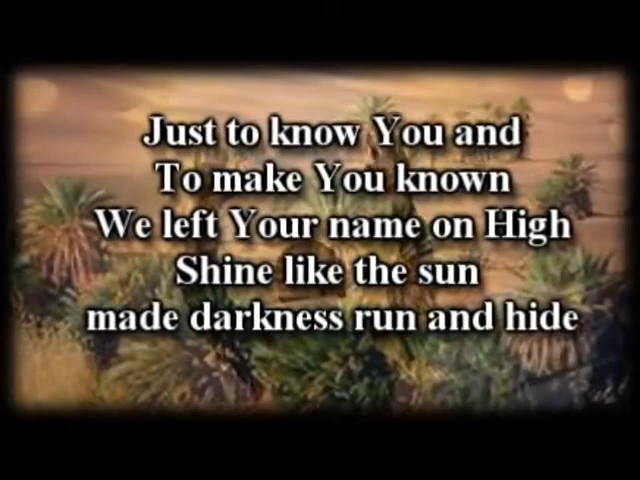 Just to know You and
To make You known
We left Your name on High
Shine like the sun
made darkness run and hide